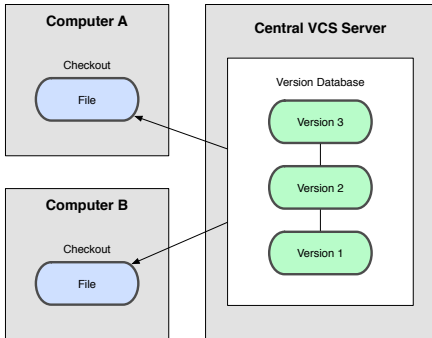 Computer A
Checkout
File
Computer B
Checkout
File
Central VCS Server
Version Database
Version 3
Version 2
Version 1